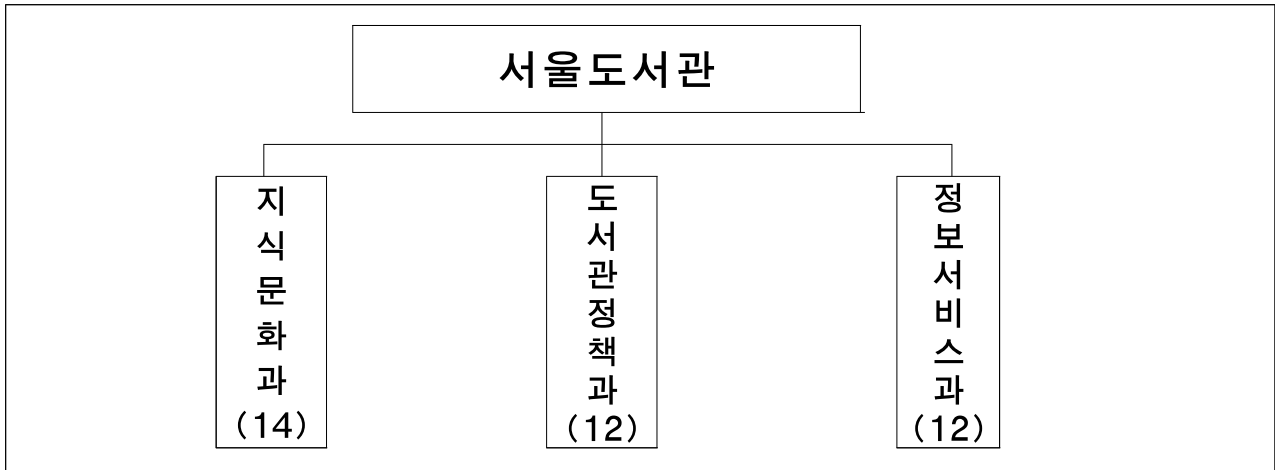 서울도서관
지식문화과
(14)
도서관정책과
(12)
정보서비스과
(12)